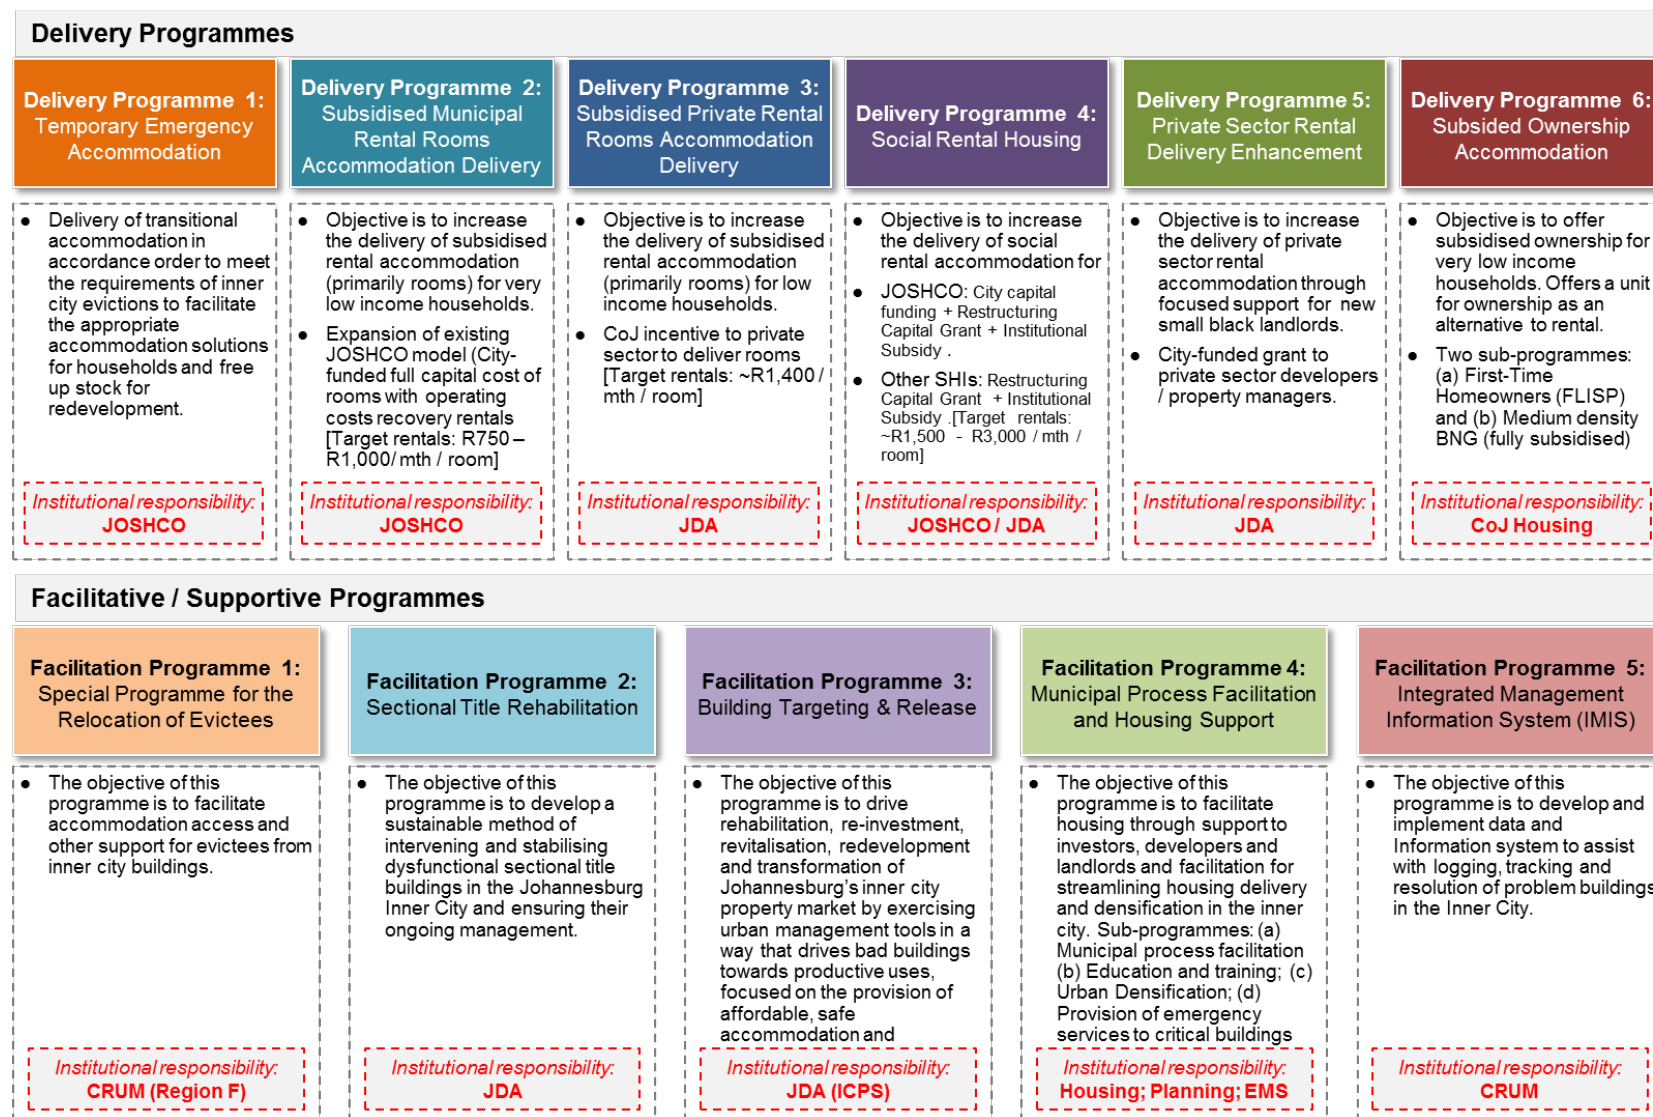 Delivery Programmes
Delivery Programme 1:
Temporary Emergency
Accommodation
Delivery Programme 2:
Subsidised Municipal
Rental Rooms
Accommodation Delivery
Delivery Programme 3:
Subsidised Private Rental
Rooms Accommodation
Delivery
Delivery Programme 4:
Social Rental Housing
Delivery Programme 5:
Private Sector Rental
Delivery Enhancement
Delivery Programme 6:
Subsided Ownership
Accommodation
● Delivery of transitional
accommodation in
accordance order to meet
the requirements of inner
city evictions to facilitate
the appropriate
accommodation solutions
for households and free
up stock for
redevelopment.
Institutional responsibility:
JOSHCO
● Objective is to increase
the delivery of subsidised
rental accommodation
(primarily rooms) for very
low income households.
● Expansion of existing
JOSHCO model (City-
funded full capital cost of
rooms with operating
costs recovery rentals
[Target rentals: R750 –
R1,000/ mth / room]
Institutional responsibility:
JOSHCO
● Objective is to increase
the delivery of subsidised
rental accommodation
(primarily rooms) for low
income households.
● CoJ incentive to private
sector to deliver rooms
[Target rentals: ~R1,400 /
mth / room]
Institutional responsibility:
JDA
● Objective is to increase
the delivery of social
rental accommodation for
● JOSHCO: City capital
funding + Restructuring
Capital Grant + Institutional
Subsidy .
● Other SHIs: Restructuring
Capital Grant + Institutional
Subsidy .[Target rentals:
~R1,500 - R3,000 / mth /
room]
Institutional responsibility:
JOSHCO / JDA
● Objective is to increase
the delivery of private
sector rental
accommodation through
focused support for new
small black landlords.
● City-funded grant to
private sector developers
/ property managers.
Institutional responsibility:
JDA
● Objective is to offer
subsidised ownership for
very low income
households. Offers a unit
for ownership as an
alternative to rental.
● Two sub-programmes:
(a) First-Time
Homeowners (FLISP)
and (b) Medium density
BNG (fully subsidised)
Institutional responsibility:
CoJ Housing
Facilitative / Supportive Programmes
Facilitation Programme 1:
Special Programme for the
Relocation of Evictees
Facilitation Programme 2:
Sectional Title Rehabilitation
Facilitation Programme 3:
Building Targeting & Release
Facilitation Programme 4:
Municipal Process Facilitation
and Housing Support
Facilitation Programme 5:
Integrated Management
Information System (IMIS)
● The objective of this
programme is to facilitate
accommodation access and
other support for evictees from
inner city buildings.
Institutional responsibility:
CRUM (Region F)
● The objective of this
programme is to develop a
sustainable method of
intervening and stabilising
dysfunctional sectional title
buildings in the Johannesburg
Inner City and ensuring their
ongoing management.
Institutional responsibility:
JDA
● The objective of this
programme is to drive
rehabilitation, re-investment,
revitalisation, redevelopment
and transformation of
Johannesburg's inner city
property market by exercising
urban management tools in a
way that drives bad buildings
towards productive uses,
focused on the provision of
affordable, safe
accommodation and
Institutional responsibility:
JDA (ICPS)
● The objective of this
programme is to facilitate
housing through support to
investors, developers and
landlords and facilitation for
streamlining housing delivery
and densification in the inner
city. Sub-programmes: (a)
Municipal process facilitation
(b) Education and training; (c)
Urban Densification; (d)
Provision of emergency
services to critical buildings
Institutional responsibility:
Housing; Planning; EMS
● The objective of this
programme is to develop and
implement data and
Information system to assist
with logging, tracking and
resolution of problem buildings
in the Inner City.
Institutional responsibility:
CRUM